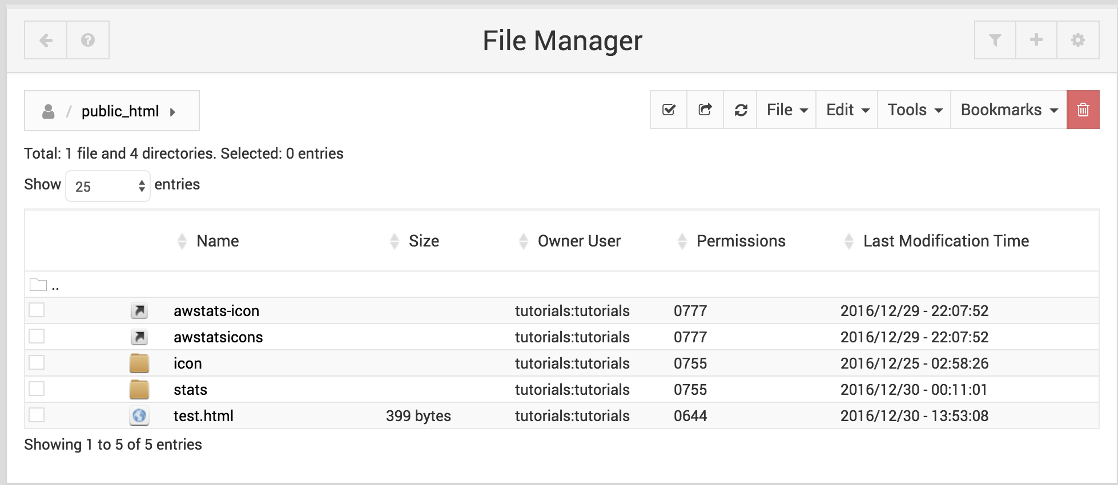 File Manager
/ public_html
File Edit Tools Bookmarks
Total: 1 file and 4 directories. Selected: 0 entries
Show 25 entries
Name Size Owner User Permissions Last Modification Time
..
awstats-icon tutorials:tutorials 0777 2016/12/29 - 22:07:52
awstatsicons tutorials:tutorials 0777 2016/12/29 - 22:07:52
icon tutorials:tutorials 0755 2016/12/25 - 02:58:26
stats tutorials:tutorials 0755 2016/12/30 - 00:11:01
test.html 399 bytes tutorials:tutorials 0644 2016/12/30 - 13:53:08
Showing 1 to 5 of 5 entries